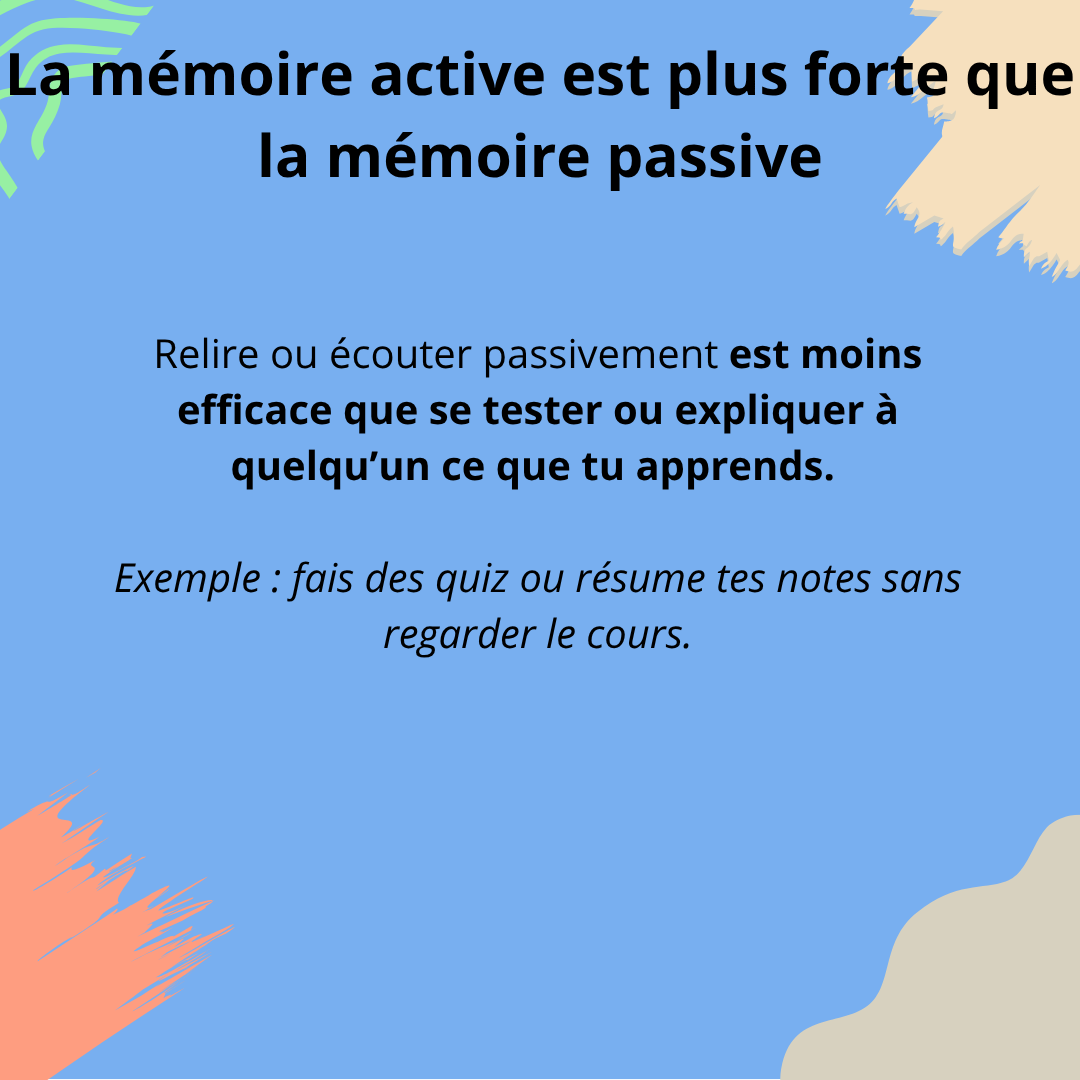 La mémoire active est plus forte que
la mémoire passive
Relire ou écouter passivement est moins
efficace que se tester ou expliquer à
quelqu’un ce que tu apprends.
Exemple : fais des quiz ou résume tes notes sans
regarder le cours.